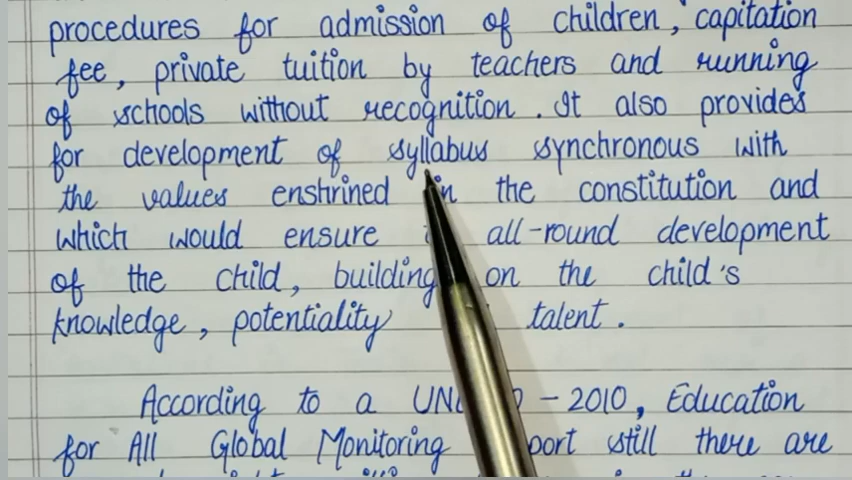 procedures for admission of children, capitation
fee, private tuition by teachers and running
of schools without recognition. It also provides
for development of syllabus synchronous with
the values enshrined in the constitution and
which would ensure all-round development
of the child, building on the child's
knowledge, potentiality talent.
According to a - 2010, Education
for All Global Monitoring still there are